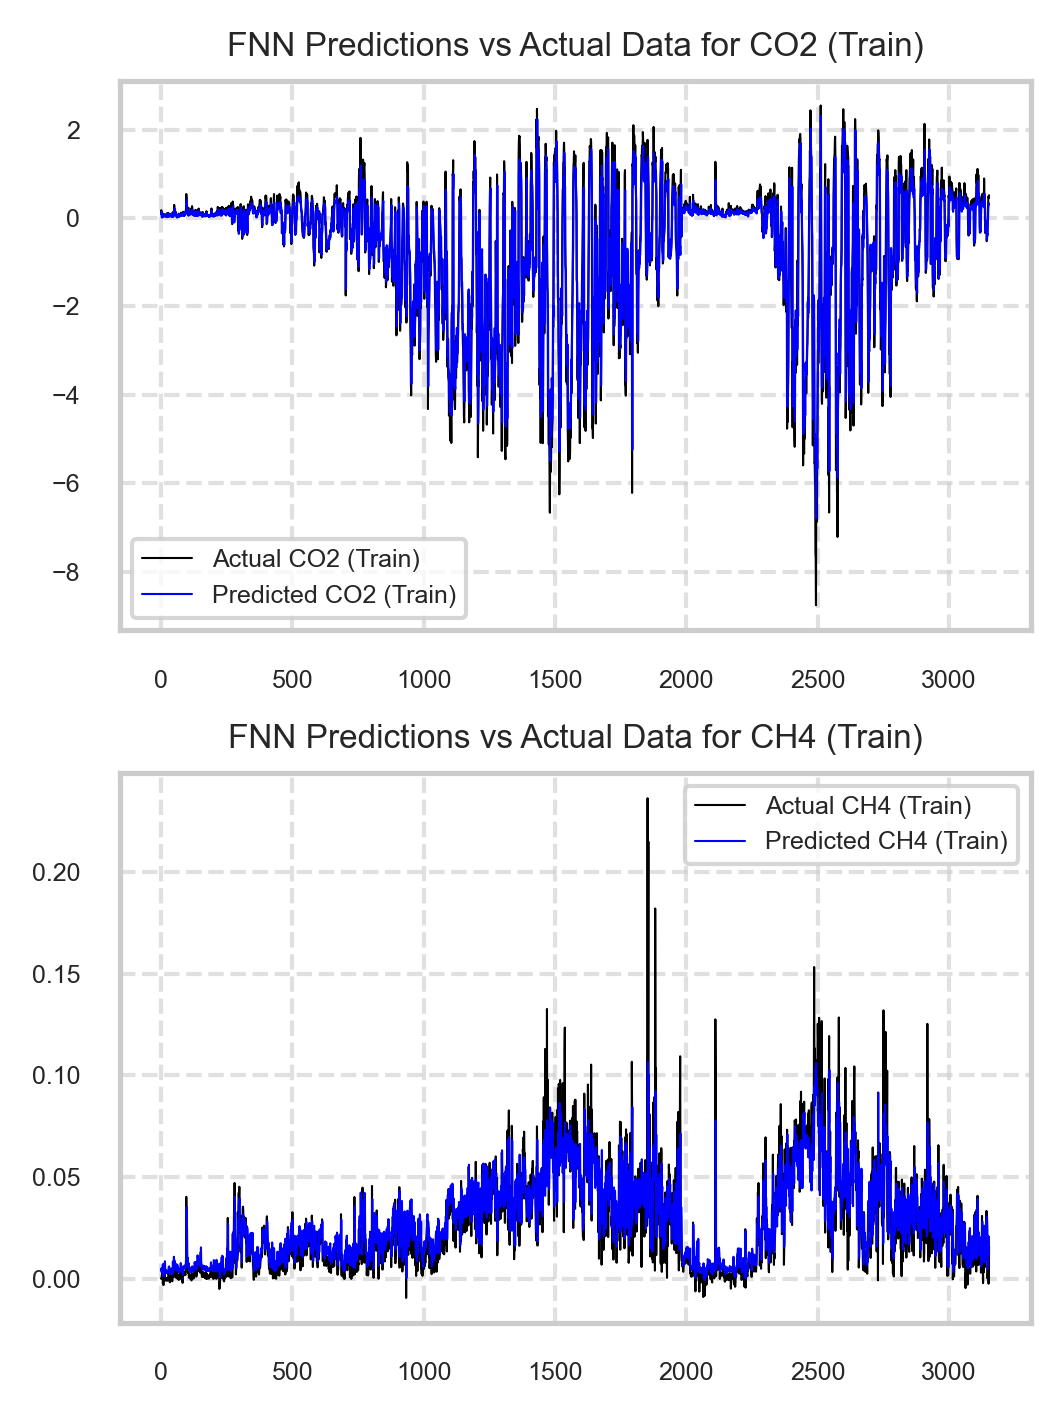 FNN Predictions vs Actual Data for CO2 (Train)
2
0
−2
−4
−6
−8
Actual CO2 (Train)
Predicted CO2 (Train)
0 500 1000 1500 2000 2500 3000
FNN Predictions vs Actual Data for CH4 (Train)
Actual CH4 (Train)
Predicted CH4 (Train)
0.20
0.15
0.10
0.05
0.00
0 500 1000 1500 2000 2500 3000